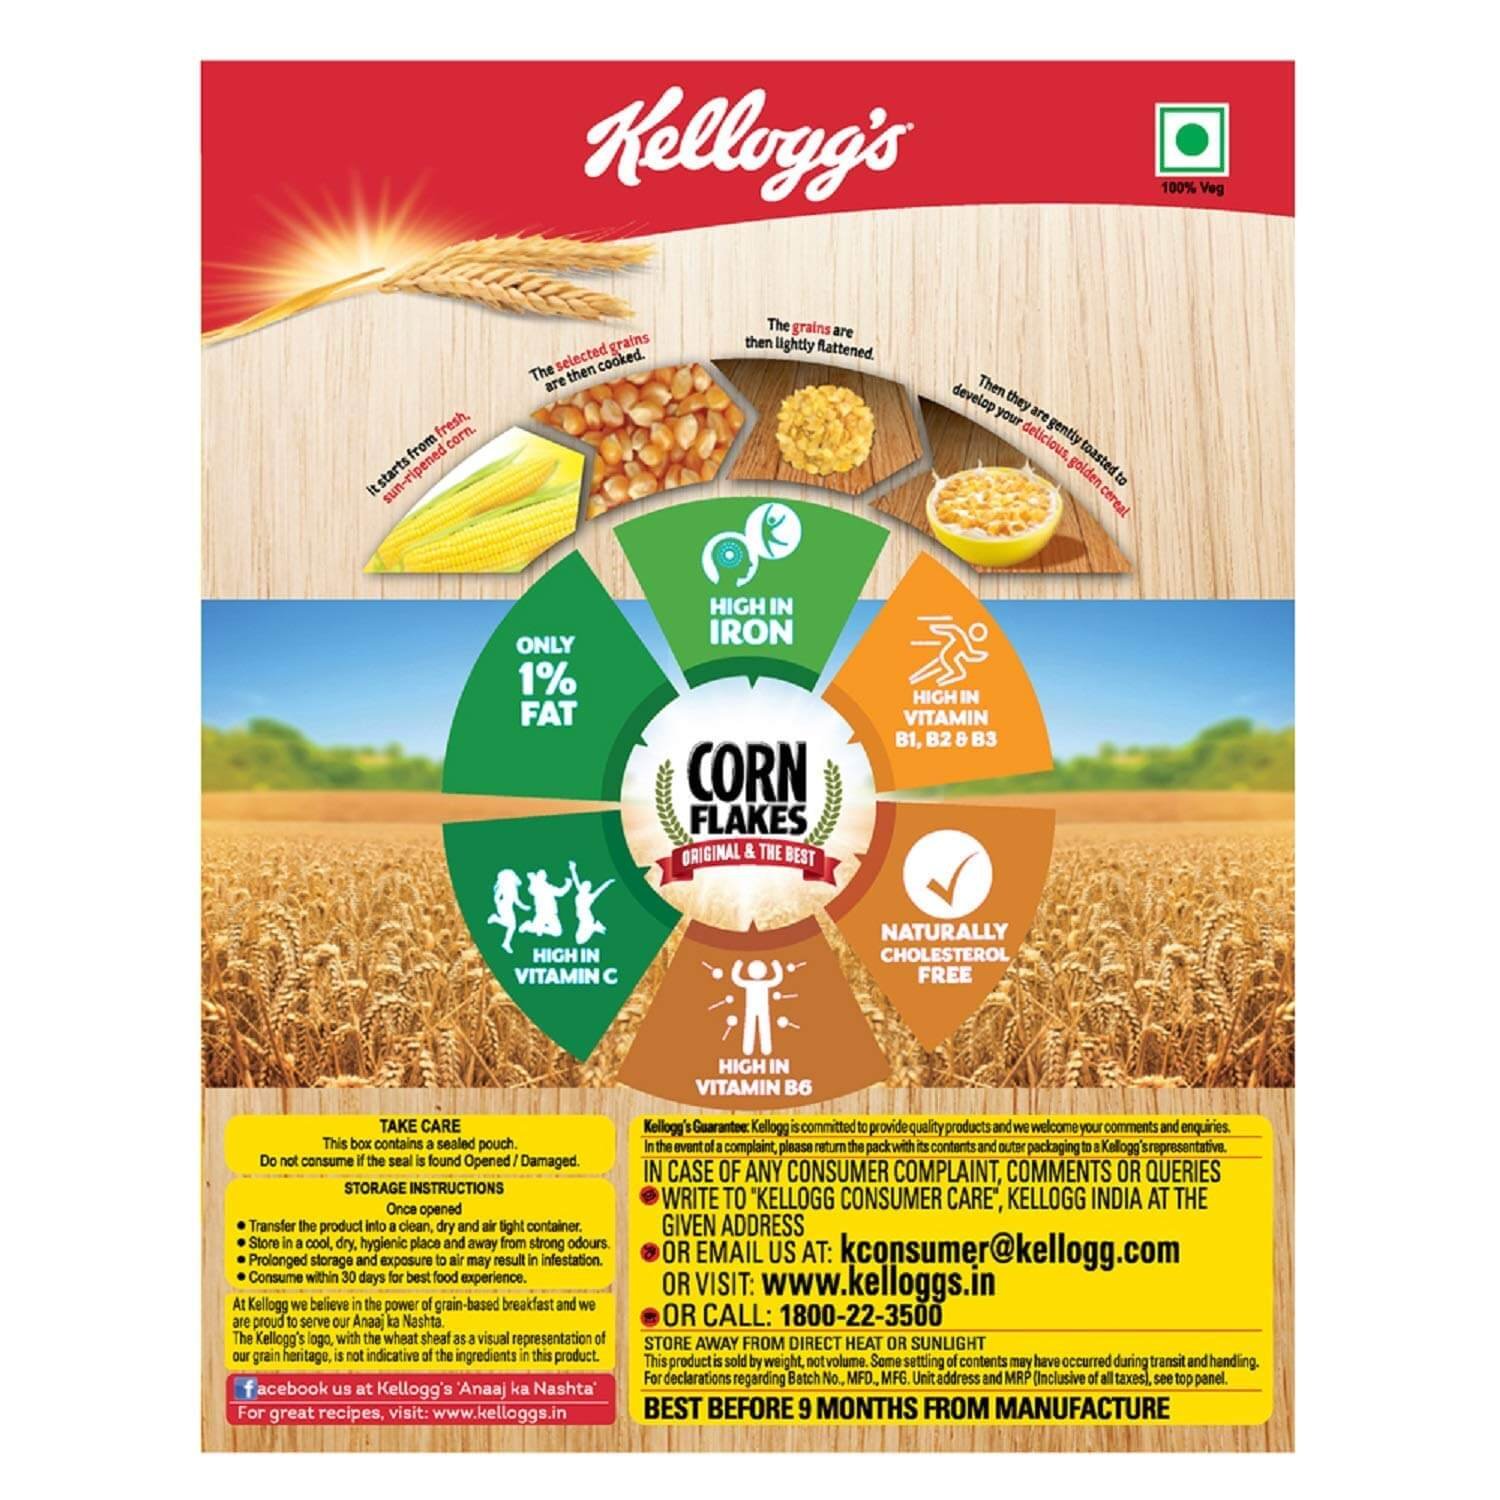 Kellogg's
100% Veg
It starts from fresh,
sun-ripened corn.
The selected grains
are then cooked.
The grains are
then lightly flattened.
Then they are gently toasted to
develop your delicious, golden cereal
HIGH IN
IRON
ONLY
1%
FAT
HIGH IN
VITAMIN
B1, B2 & B3
CORN
FLAKES
ORIGINAL & THE BEST
HIGH IN
VITAMIN C
NATURALLY
CHOLESTEROL
FREE
HIGH IN
VITAMIN B6
TAKE CARE
This box contains a sealed pouch.
Do not consume if the seal is found Opened / Damaged.
STORAGE INSTRUCTIONS
Once opened
• Transfer the product into a clean, dry and air tight container.
• Store in a cool, dry, hygienic place and away from strong odours.
• Prolonged storage and exposure to air may result in infestation.
• Consume within 30 days for best food experience.
At Kellogg we believe in the power of grain-based breakfast and we
are proud to serve our Anaaj ka Nashta.
The Kellogg's logo, with the wheat sheaf as a visual representation of
our grain heritage, is not indicative of the ingredients in this product.
facebook us at Kellogg's 'Anaaj ka Nashta'
For great recipes, visit: www.kelloggs.in
Kellogg's Guarantee: Kellogg is committed to provide quality products and we welcome your comments and enquiries.
In the event of a complaint, please return the pack with its contents and outer packaging to a Kellogg's representative.
IN CASE OF ANY CONSUMER COMPLAINT, COMMENTS OR QUERIES
WRITE TO "KELLOGG CONSUMER CARE", KELLOGG INDIA AT THE
GIVEN ADDRESS
OR EMAIL US AT: kconsumer@kellogg.com
OR VISIT: www.kelloggs.in
OR CALL: 1800-22-3500
STORE AWAY FROM DIRECT HEAT OR SUNLIGHT
This product is sold by weight, not volume. Some settling of contents may have occurred during transit and handling.
For declarations regarding Batch No., MFD., MFG. Unit address and MRP (Inclusive of all taxes), see top panel.
BEST BEFORE 9 MONTHS FROM MANUFACTURE